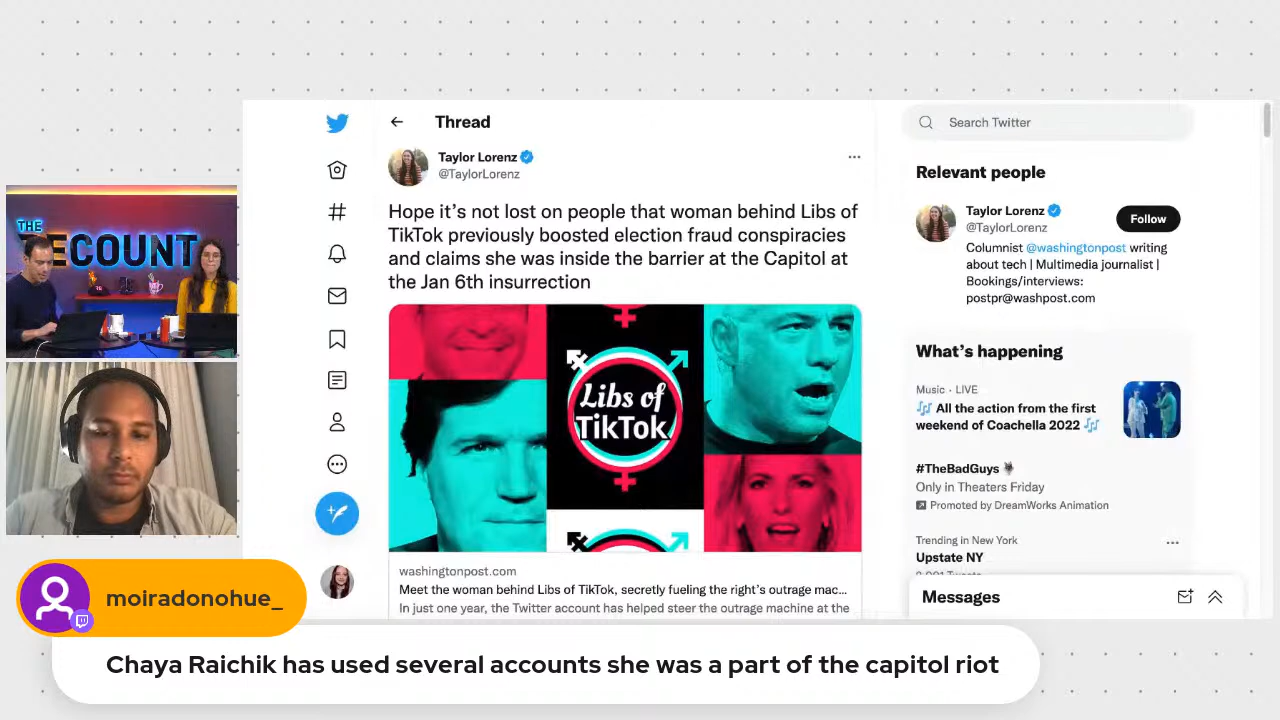 Thread
Search Twitter
Taylor Lorenz
@TaylorLorenz
Hope it's not lost on people that woman behind Libs of
TikTok previously boosted election fraud conspiracies
and claims she was inside the barrier at the Capitol at
the Jan 6th insurrection
Libs of
TikTok
washingtonpost.com
Meet the woman behind Libs of TikTok, secretly fueling the right's outrage mac...
In just one year, the Twitter account has helped steer the outrage machine at the
Relevant people
Taylor Lorenz
@TaylorLorenz
Follow
Columnist @washingtonpost writing
about tech | Multimedia journalist |
Bookings/interviews:
postpr@washpost.com
What's happening
Music · LIVE
All the action from the first
weekend of Coachella 2022
#TheBadGuys
Only in Theaters Friday
Promoted by DreamWorks Animation
Trending in New York
Upstate NY
Messages
THE
RECOUNT
moiradonohue_
Chaya Raichik has used several accounts she was a part of the capitol riot